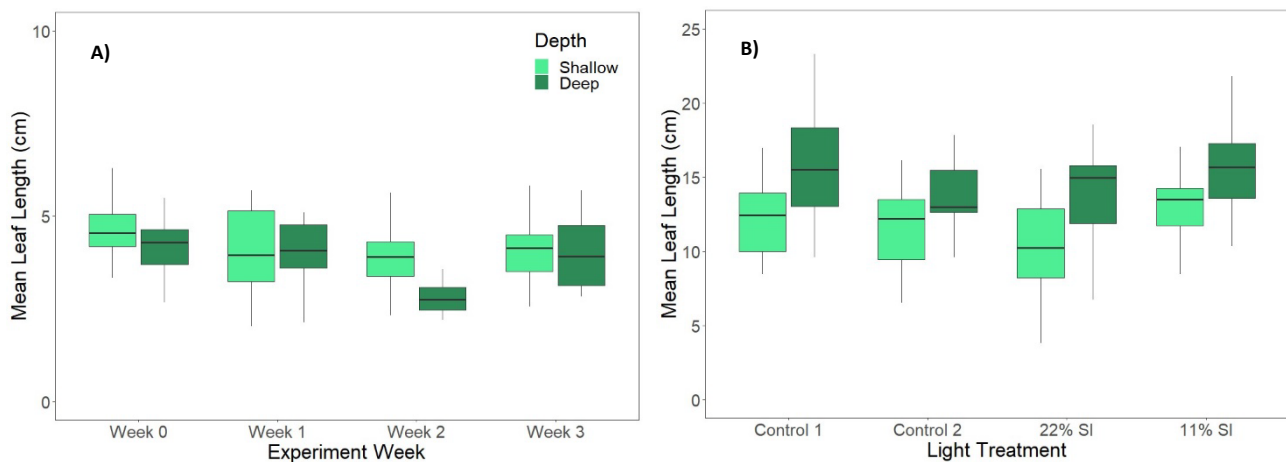 A)
Depth
Shallow
Deep
Mean Leaf Length (cm)
10
5
0
Week 0 Week 1 Week 2 Week 3
Experiment Week
B)
Mean Leaf Length (cm)
25
20
15
10
5
0
Control 1 Control 2 22% SI 11% SI
Light Treatment